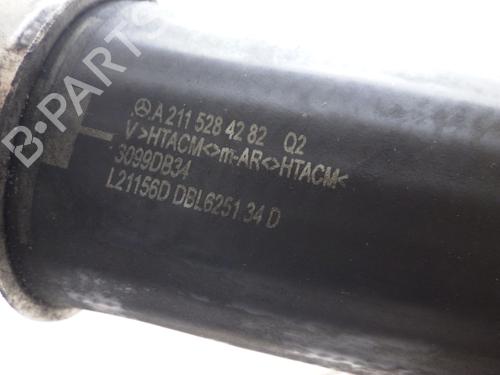 A 211 528 42 82 Q2
V>HTACM<>m-AR<>HTACM<
3099DB34
L21156D DBL6251.34 D
B-PARTS